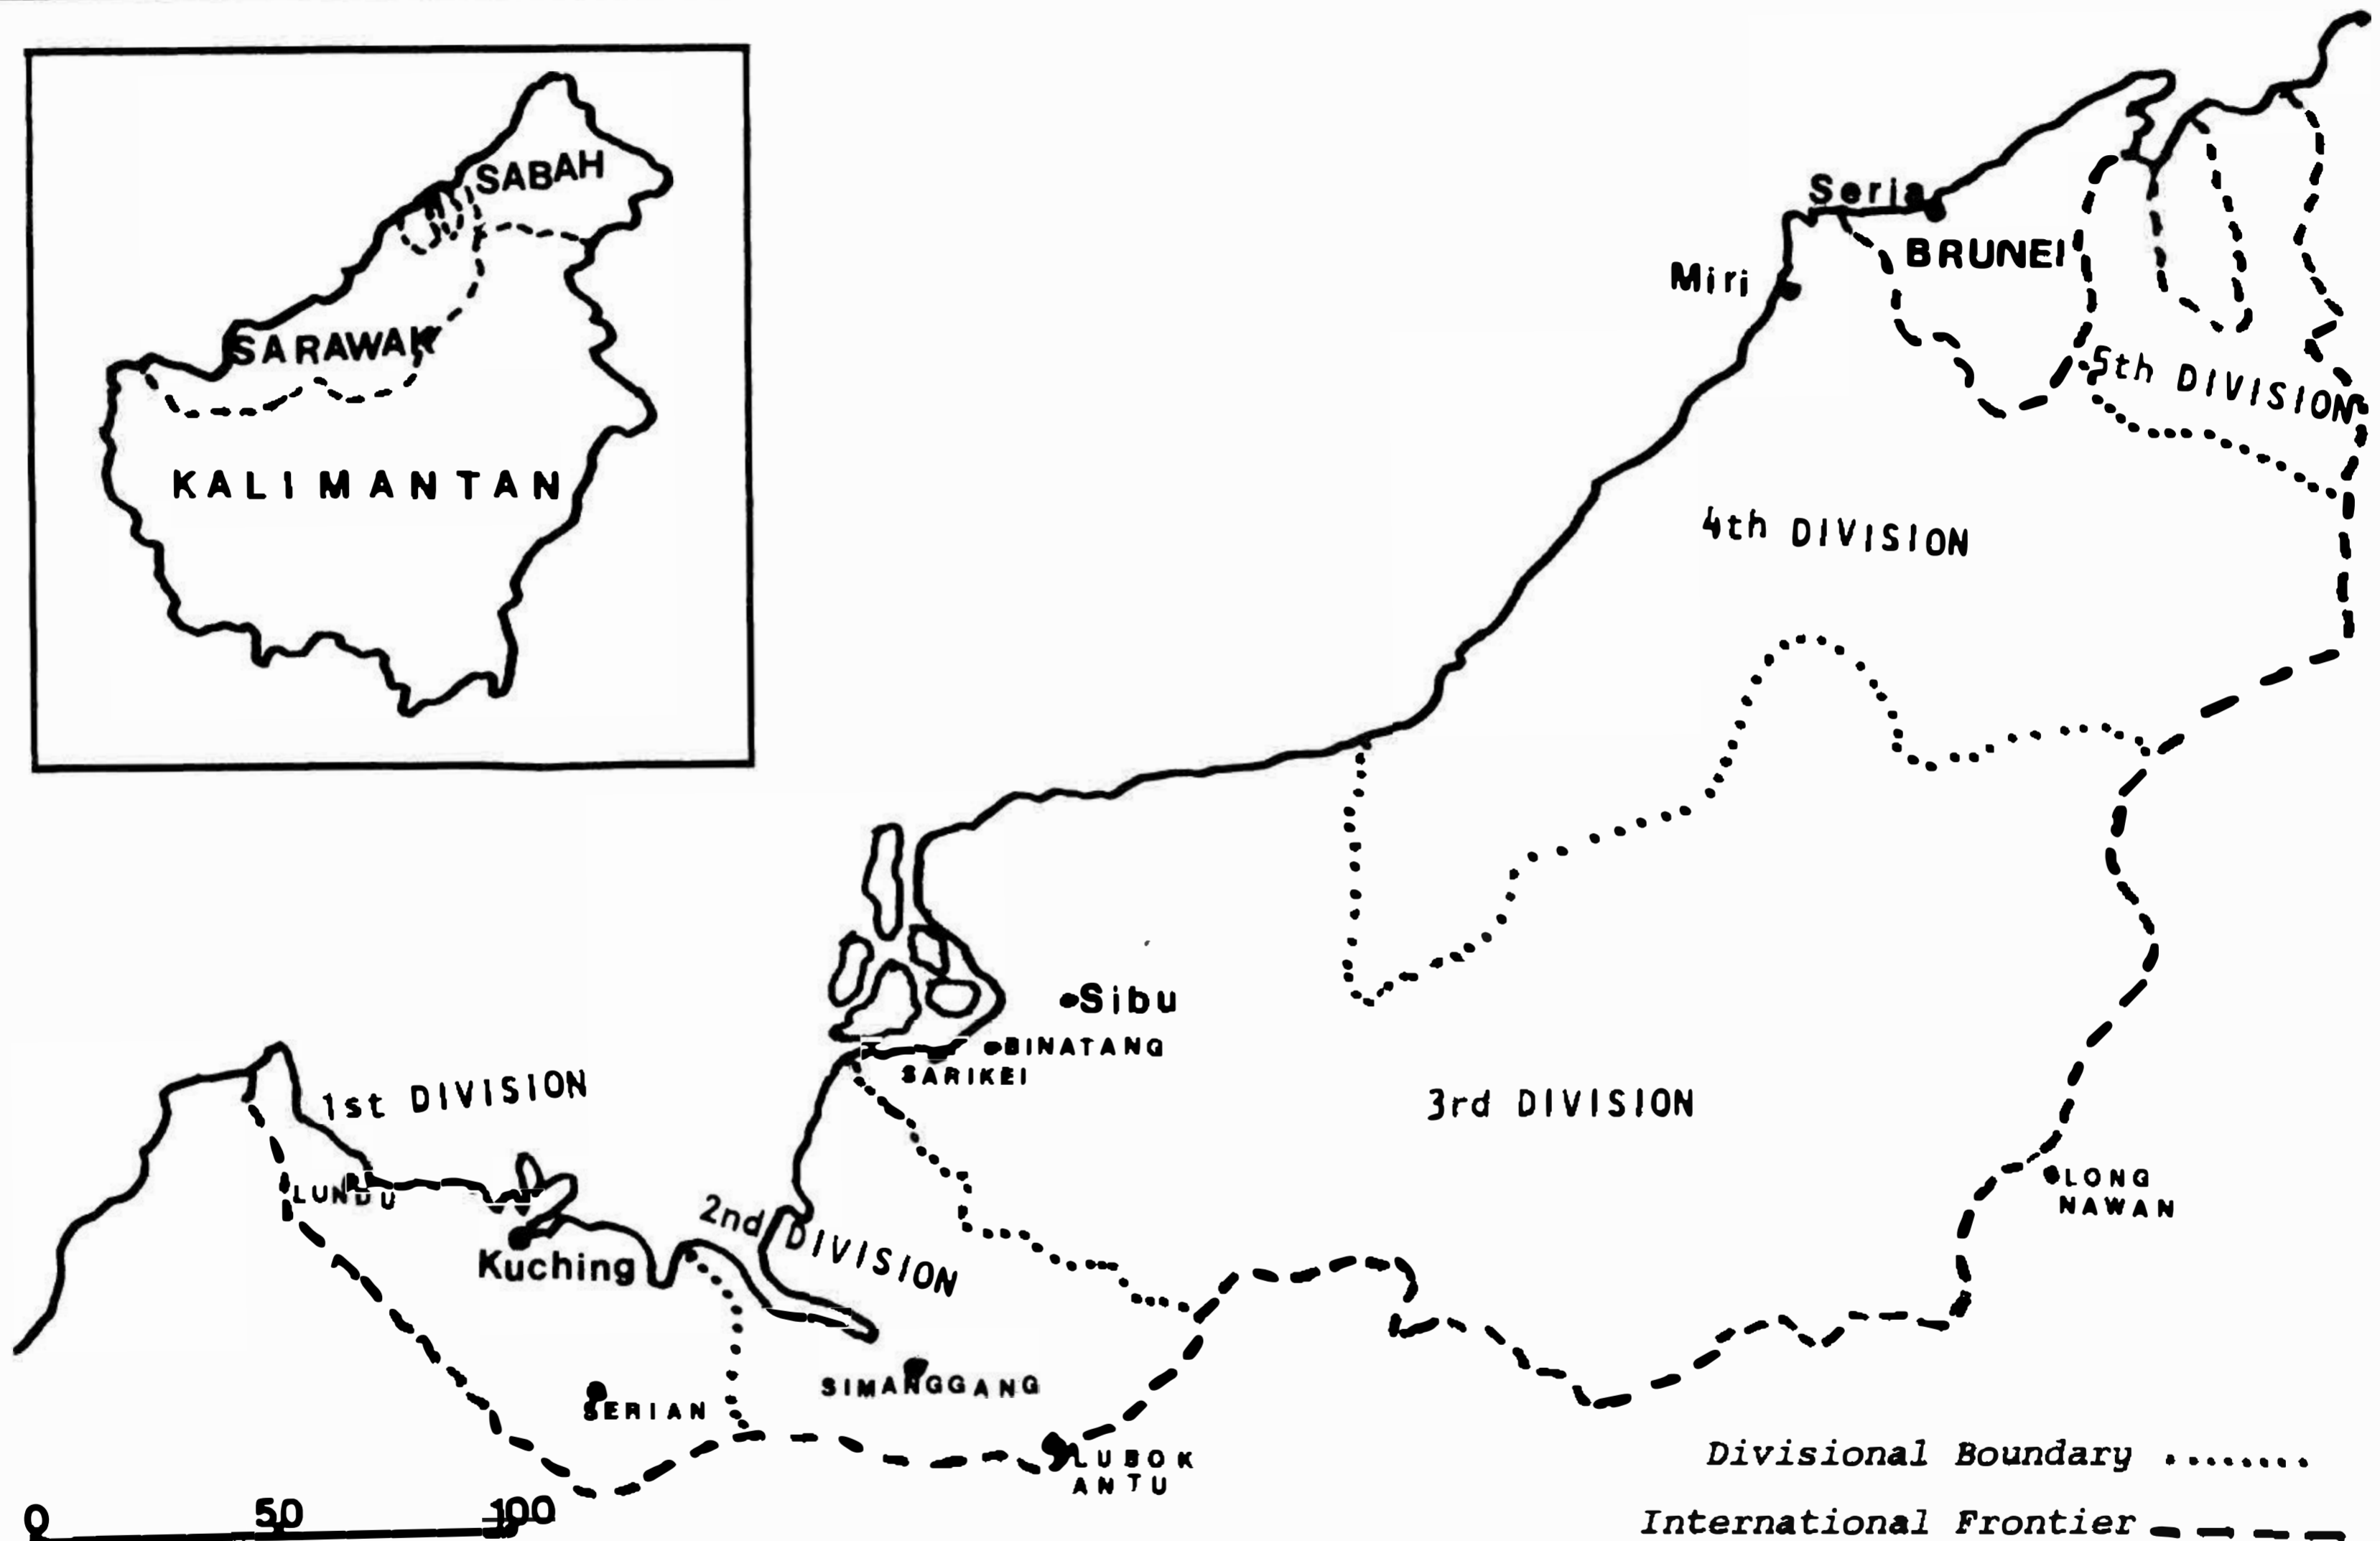 SABAH
SARAWAK
KALIMANTAN
Seria
BRUNEI
Miri
5th DIVISION
4th DIVISION
Sibu
BINATANG
SARIKEI
1st DIVISION
3rd DIVISION
LUNDU
LONG
NAWAN
2nd DIVISION
Kuching
SIMANGGANG
SERIAN
LUBOK
ANTU
Divisional Boundary
0 50 100
International Frontier